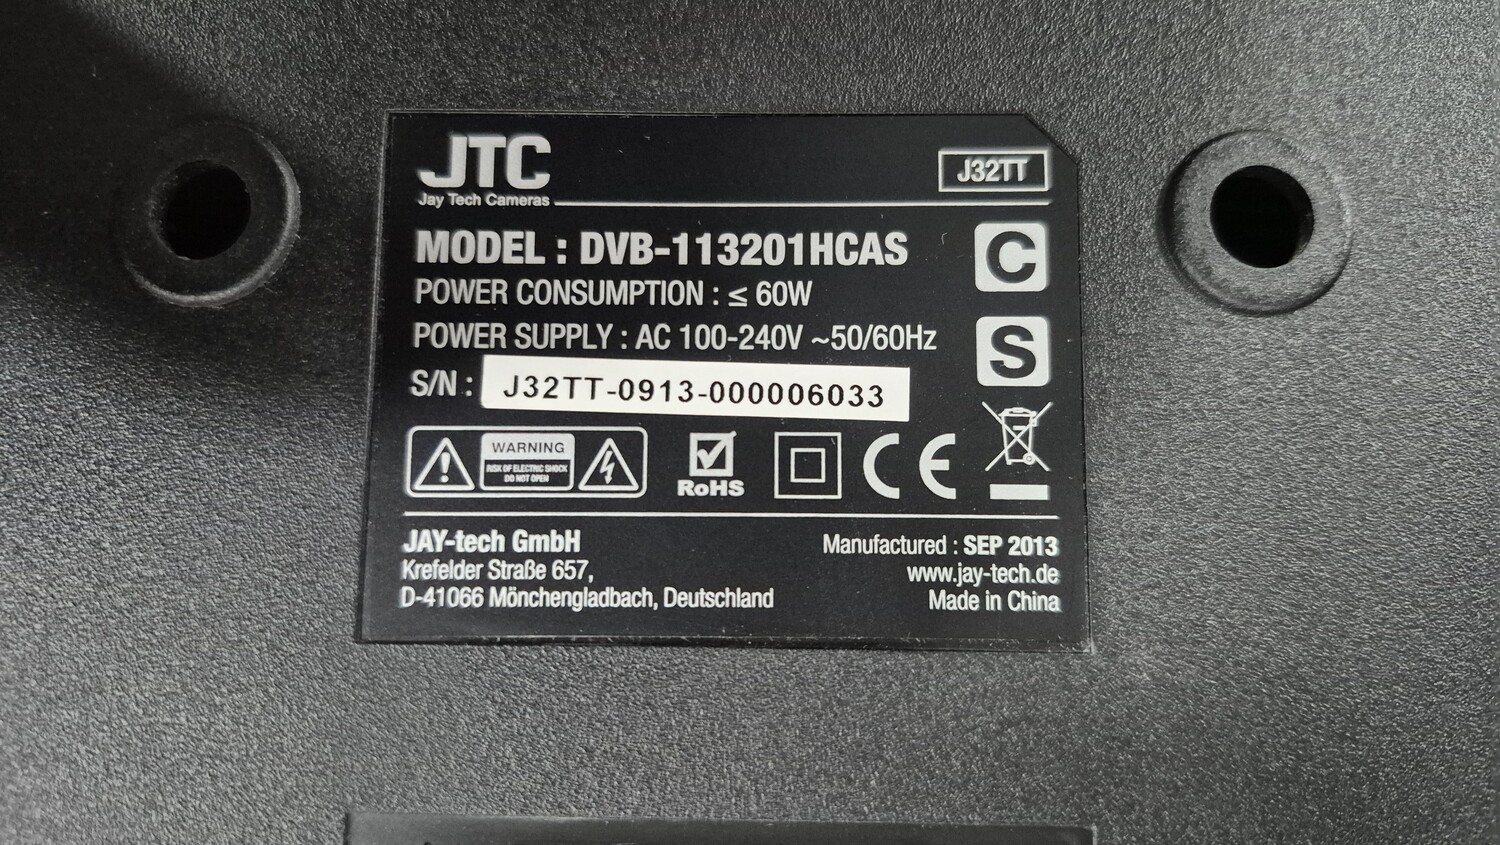 JTC
Jay Tech Cameras
J32TT
MODEL : DVB-113201HCAS
C
POWER CONSUMPTION : ≤ 60W
POWER SUPPLY : AC 100-240V ~50/60Hz
S
S/N : J32TT-0913-000006033
WARNING
RISK OF ELECTRIC SHOCK
DO NOT OPEN
RoHS
CE
JAY-tech GmbH
Krefelder Straße 657,
D-41066 Mönchengladbach, Deutschland
Manufactured : SEP 2013
www.jay-tech.de
Made in China